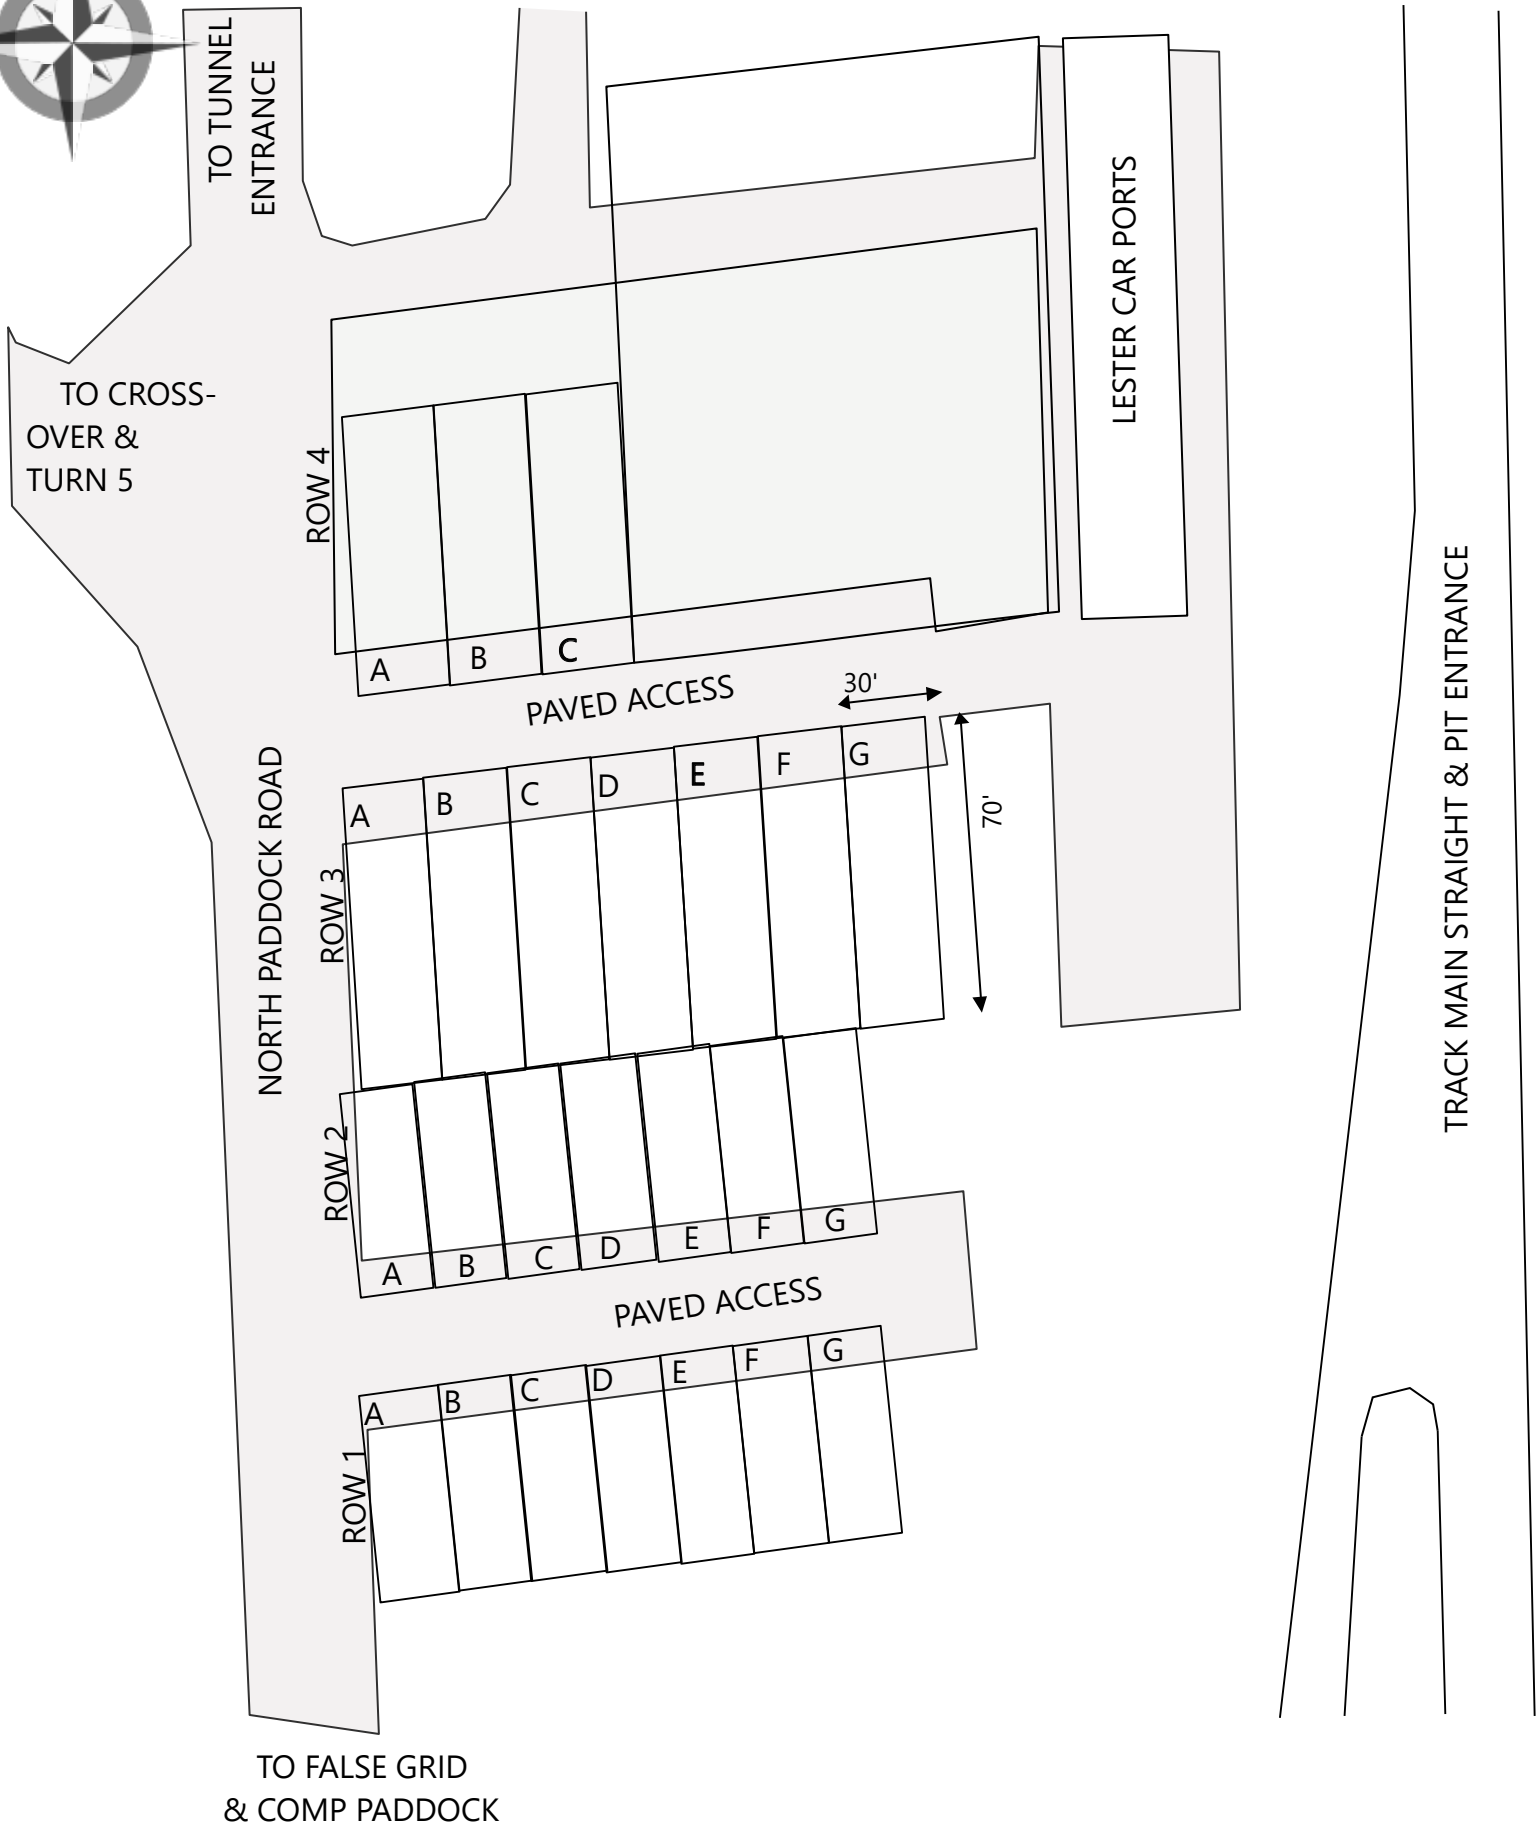 TO TUNNEL
ENTRANCE
LESTER CAR PORTS
TO CROSS-
OVER &
TURN 5
ROW 4
A B C
PAVED ACCESS
30'
70'
NORTH PADDOCK ROAD
TRACK MAIN STRAIGHT & PIT ENTRANCE
A B C D E F G
ROW 3
ROW 2
A B C D E F G
PAVED ACCESS
A B C D E F G
ROW 1
TO FALSE GRID
& COMP PADDOCK